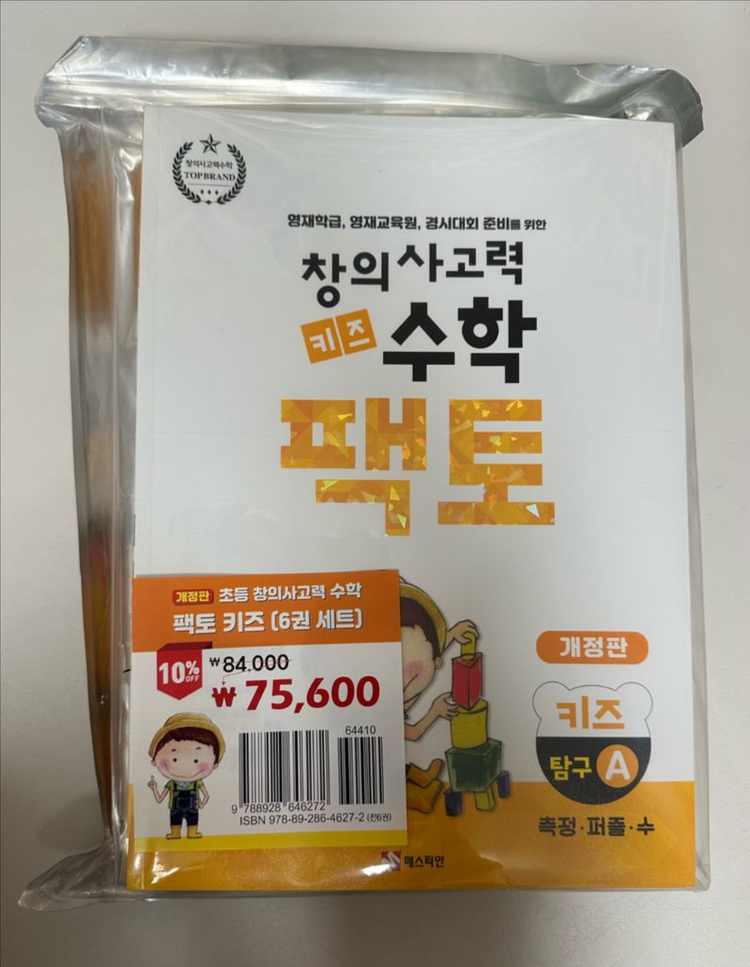 창의사고력수학
TOPBRAND
영재학급, 영재교육원, 경시대회 준비를 위한
창의사고력
키즈 수학
팩토
개정판 초등 창의사고력 수학
팩토 키즈 (6권 세트)
10% OFF
₩84,000
₩75,600
64410
9 788928 646272
ISBN 978-89-286-4627-2 (전6권)
개정판
키즈
탐구 A
측정·퍼즐·수
매스티안